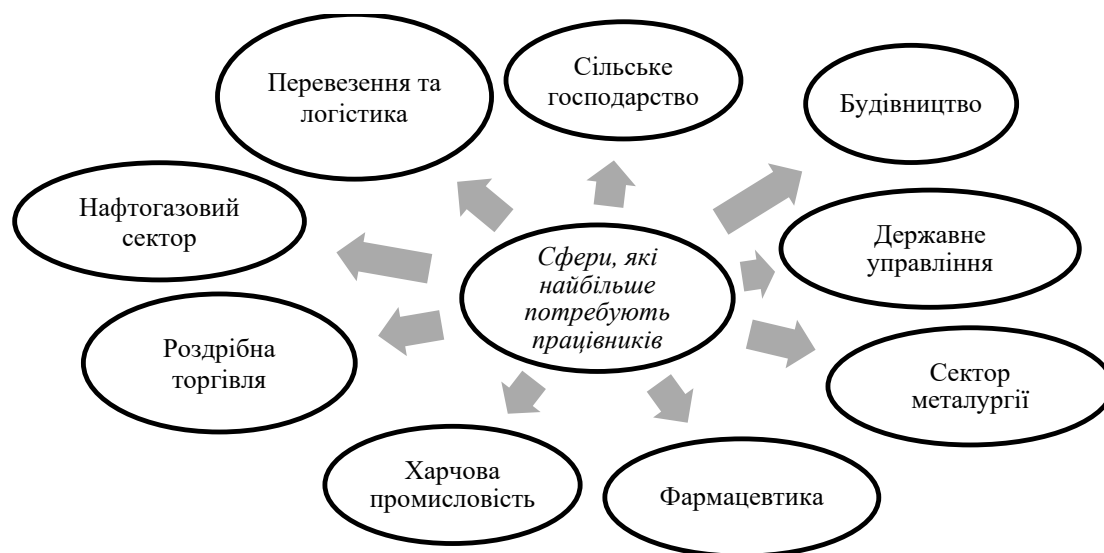 Перевезення та
логістика
Сільське
господарство
Будівництво
Нафтогазовий
сектор
Сфери, які
найбільше
потребують
працівників
Державне
управління
Роздрібна
торгівля
Сектор
металургії
Харчова
промисловість
Фармацевтика